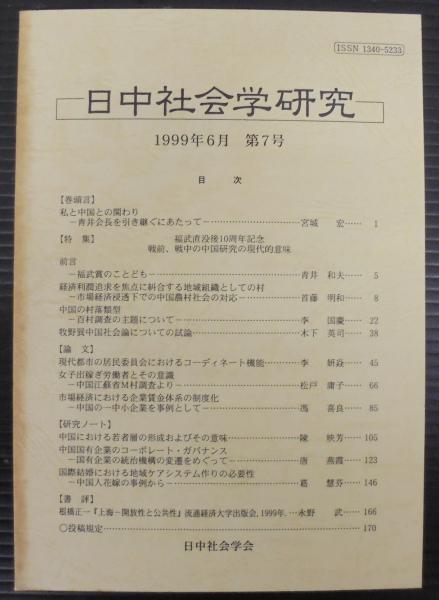 ISSN 1340-5233
日中社会学研究
1999年6月　第7号
目　次
【巻頭言】
私と中国との関わり
－青井会長を引き継ぐにあたって－……………………宮城　宏…… 1
【特　集】　福武直没後10周年記念
戦前、戦中の中国研究の現代的意味
前言
－福武賞のことども－……………………青井　和夫…… 5
経済利潤追求を焦点に糾合する地域組織としての村
－市場経済浸透下での中国農村社会の対応－…………首藤　明和…… 8
中国の村落類型
－百村調査の主題について－……………………李　国慶…… 22
牧野巽中国社会論についての試論……………………木下　英司…… 38
【論　文】
現代都市の居民委員会におけるコーディネート機能…………李　妍焱…… 45
女子出稼ぎ労働者とその意識
－中国江蘇省M村調査より－……………………松戸　庸子…… 66
市場経済における企業賃金体系の制度化
－中国の一中小企業を事例として－……………………馮　喜良…… 85
【研究ノート】
中国における若者層の形成およびその意味……………………陳　映芳…… 105
中国国有企業のコーポレート・ガバナンス
－国有企業の統治機構の変遷をめぐって－…………唐　燕霞…… 123
国際結婚における地域ケアシステム作りの必要性
－中国人花嫁の事例から－……………………葛　慧芬…… 146
【書　評】
根橋正一『上海－開放性と公共性』流通経済大学出版会,1999年.…永野　武…… 166
○投稿規定……………………………………170
日中社会学会